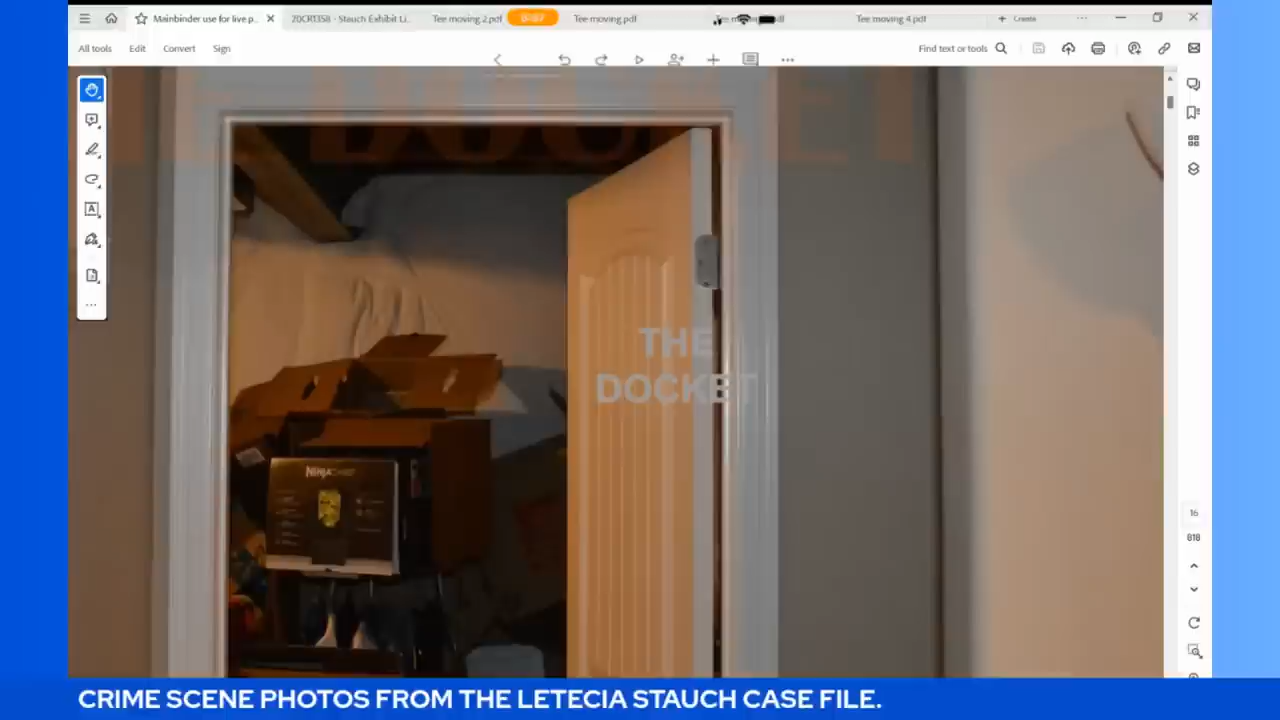 Mainbinder use for live p...
20CR1358 - Stauch Exhibit Li...
Tee moving 2.pdf
Tee moving.pdf
Tee moving 4.pdf
Create
All tools
Edit
Convert
Sign
Find text or tools
THE DOCKET
THE
DOCKET
NINJA
16
818
CRIME SCENE PHOTOS FROM THE LETECIA STAUCH CASE FILE.